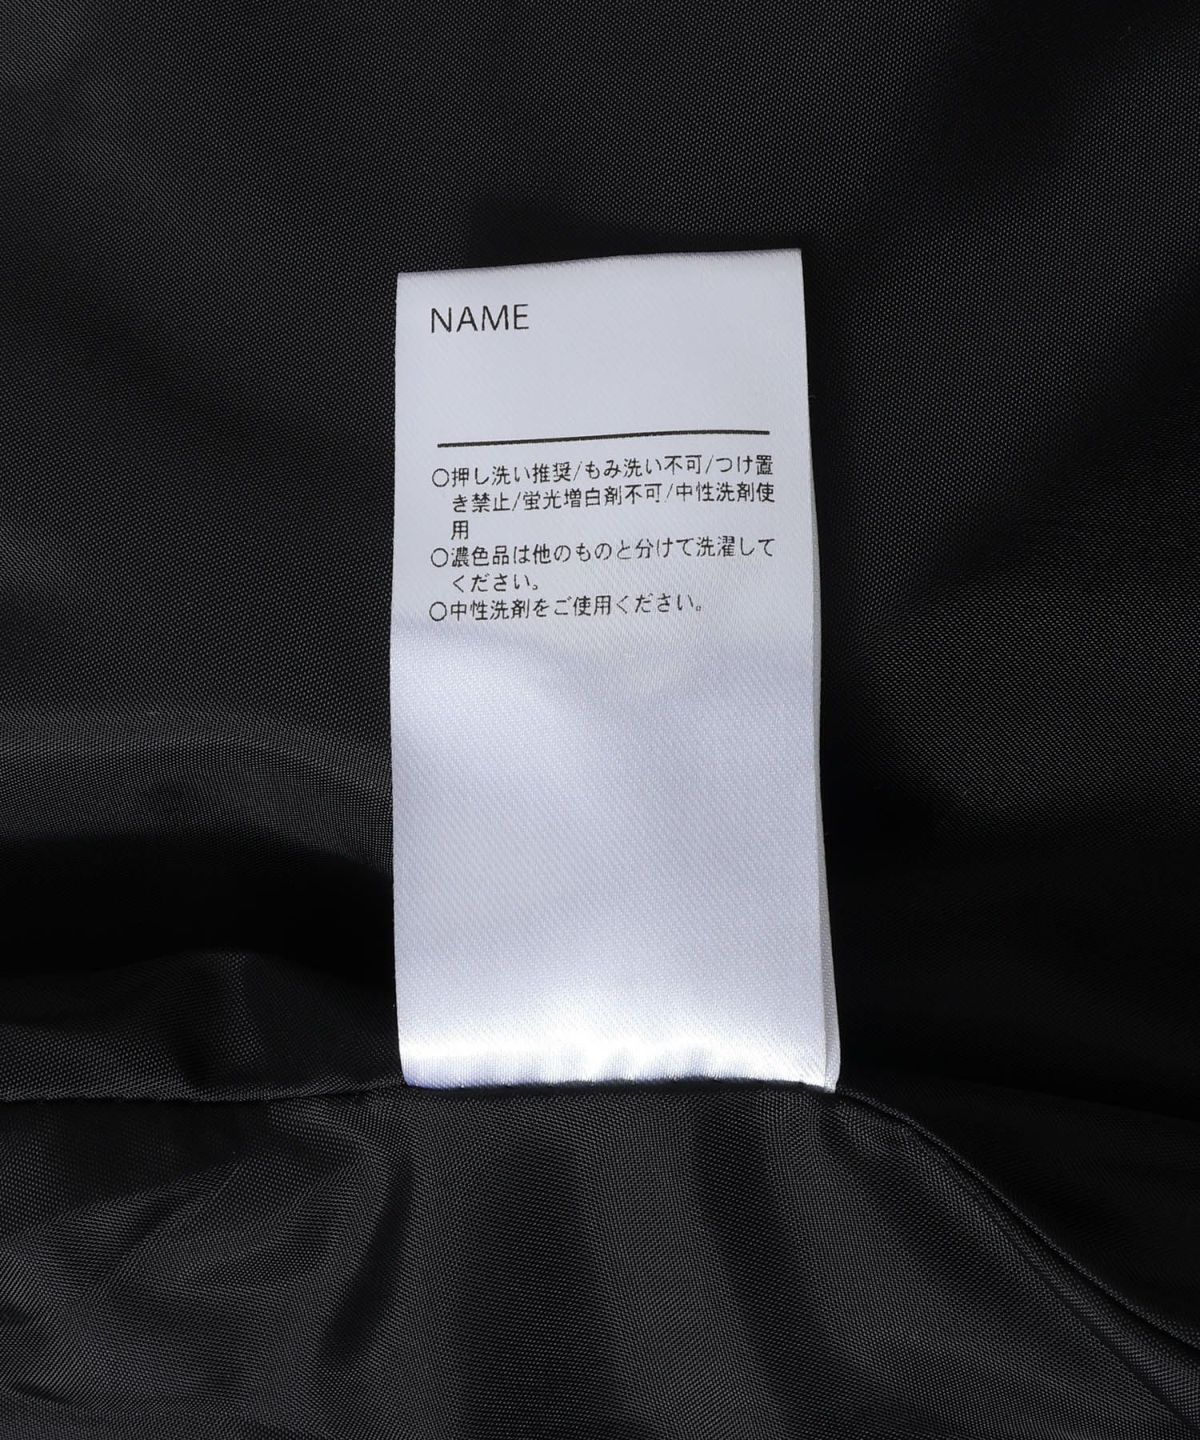 NAME
○押し洗い推奨/もみ洗い不可/つけ置
き禁止/蛍光増白剤不可/中性洗剤使
用
○濃色品は他のものと分けて洗濯して
ください。
○中性洗剤をご使用ください。